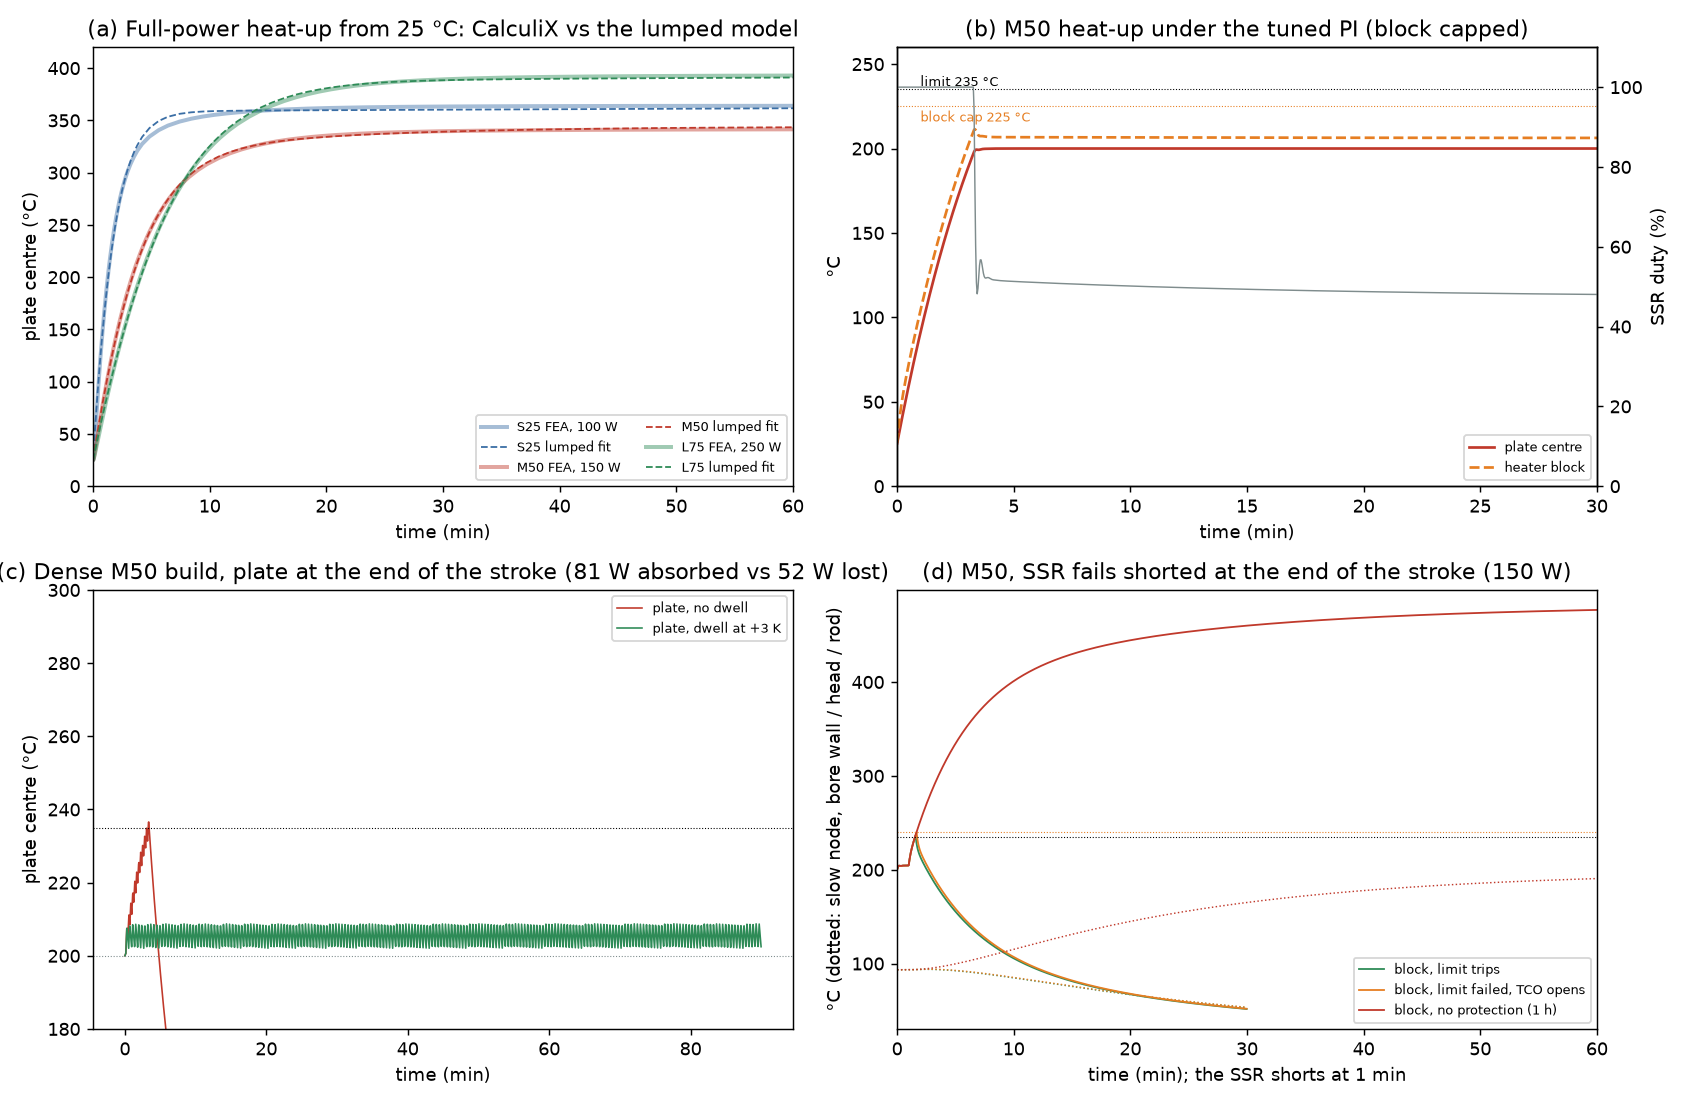 (a) Full-power heat-up from 25 °C: CalculiX vs the lumped model
400
350
300
250
200
150
100
50
0
plate centre (°C)
0 10 20 30 40 50 60
time (min)
S25 FEA, 100 W
S25 lumped fit
M50 FEA, 150 W
M50 lumped fit
L75 FEA, 250 W
L75 lumped fit
(b) M50 heat-up under the tuned PI (block capped)
250
200
150
100
50
0
°C
limit 235 °C
block cap 225 °C
100
80
60
40
20
0
SSR duty (%)
0 5 10 15 20 25 30
time (min)
plate centre
heater block
(c) Dense M50 build, plate at the end of the stroke (81 W absorbed vs 52 W lost)
300
280
260
240
220
200
180
plate centre (°C)
0 20 40 60 80
time (min)
plate, no dwell
plate, dwell at +3 K
(d) M50, SSR fails shorted at the end of the stroke (150 W)
400
300
200
100
°C (dotted: slow node, bore wall / head / rod)
0 10 20 30 40 50 60
time (min); the SSR shorts at 1 min
block, limit trips
block, limit failed, TCO opens
block, no protection (1 h)